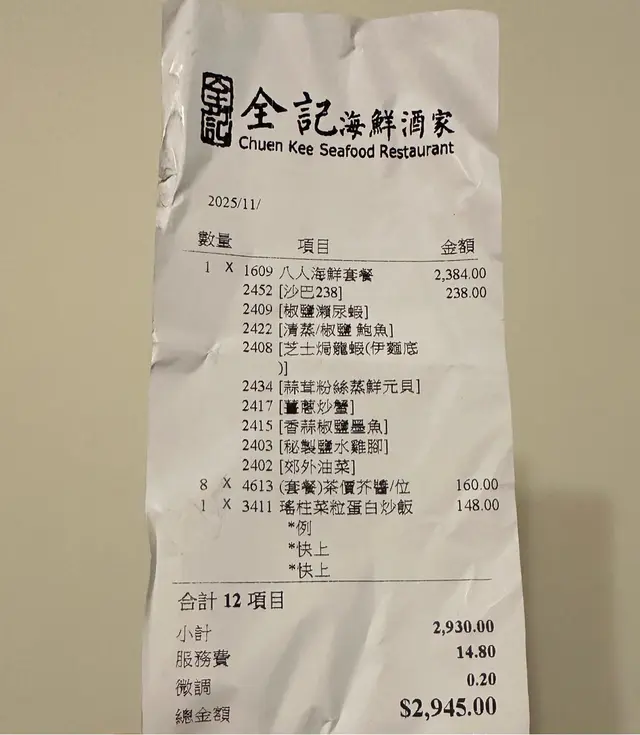 全記
全記海鮮酒家
Chuen Kee Seafood Restaurant
2025/11/
數量 項目 金額
1 X 1609 八人海鮮套餐 2,384.00
2452 [沙巴238] 238.00
2409 [椒鹽瀨尿蝦]
2422 [清蒸/椒鹽 鮑魚]
2408 [芝士焗龍蝦(伊麵底
)]
2434 [蒜茸粉絲蒸鮮元貝]
2417 [薑蔥炒蟹]
2415 [香蒜椒鹽墨魚]
2403 [秘製鹽水雞腳]
2402 [郊外油菜]
8 X 4613 (套餐)茶價芥醬/位 160.00
1 X 3411 瑤柱菜粒蛋白炒飯 148.00
*例
*快上
*快上
合計 12 項目
小計 2,930.00
服務費 14.80
微調 0.20
總金額 $2,945.00